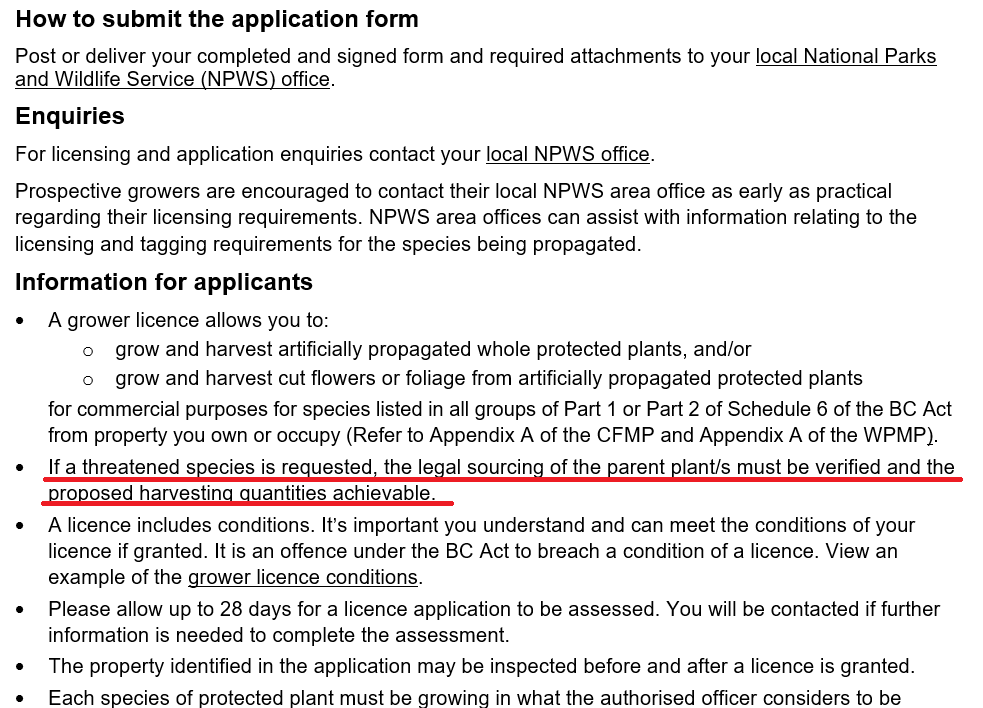 How to submit the application form
Post or deliver your completed and signed form and required attachments to your local National Parks
and Wildlife Service (NPWS) office.
Enquiries
For licensing and application enquiries contact your local NPWS office.
Prospective growers are encouraged to contact their local NPWS area office as early as practical
regarding their licensing requirements. NPWS area offices can assist with information relating to the
licensing and tagging requirements for the species being propagated.
Information for applicants
• A grower licence allows you to:
o grow and harvest artificially propagated whole protected plants, and/or
o grow and harvest cut flowers or foliage from artificially propagated protected plants
for commercial purposes for species listed in all groups of Part 1 or Part 2 of Schedule 6 of the BC Act
from property you own or occupy (Refer to Appendix A of the CFMP and Appendix A of the WPMP).
• If a threatened species is requested, the legal sourcing of the parent plant/s must be verified and the
proposed harvesting quantities achievable.
• A licence includes conditions. It’s important you understand and can meet the conditions of your
licence if granted. It is an offence under the BC Act to breach a condition of a licence. View an
example of the grower licence conditions.
• Please allow up to 28 days for a licence application to be assessed. You will be contacted if further
information is needed to complete the assessment.
• The property identified in the application may be inspected before and after a licence is granted.
• Each species of protected plant must be growing in what the authorised officer considers to be